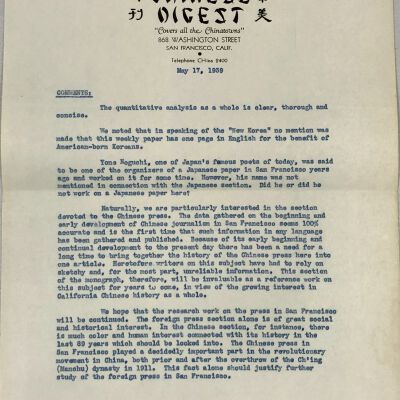 DIGEST
刊 美
"Covers all the Chinatowns"
868 WASHINGTON STREET
SAN FRANCISCO, CALIF.
Telephone CHina 2400
May 17, 1939
COMMENTS:
The quantitative analysis as a whole is clear, thorough and
concise.
We noted that in speaking of the "New Korea" no mention was
made that this weekly paper has one page in English for the benefit of
American-born Koreans.
Yone Noguchi, one of Japan's famous poets of today, was said
to be one of the organizers of a Japanese paper in San Francisco years
ago and worked on it for some time. However, his name was not
mentioned in connection with the Japanese section. Did he or did he
not work on a Japanese paper here?
Naturally, we are particularly interested in the section
devoted to the Chinese press. The data gathered on the beginning and
early development of Chinese journalism in San Francisco seems 100%
accurate and is the first time that such information in any language
has been gathered and published. Because of its early beginning and
continual development to the present day there has been a need for a
long time to bring together the history of the Chinese press here into
one article. Heretofore writers on this subject have had to rely on
sketchy and, for the most part, unreliable information. This section
of the monograph, therefore, will be invaluable as a reference work on
this subject for years to come, in view of the growing interest in
California Chinese history as a whole.
We hope that the research work on the press in San Francisco
will be continued. The foreign press section alone is of great social
and historical interest. In the Chinese section, for instance, there
is much color and human interest connected with its history in the
last 89 years which should be looked into. The Chinese press in
San Francisco played a decidedly important part in the revolutionary
movement in China, both prior and after the overthrow of the Ch'ing
(Manchu) dynasty in 1911. This fact alone should justify further
study of the foreign press in San Francisco.